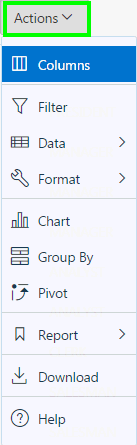 Actions
Columns
Filter
Data
Format
Chart
Group By
Pivot
Report
Download
Help